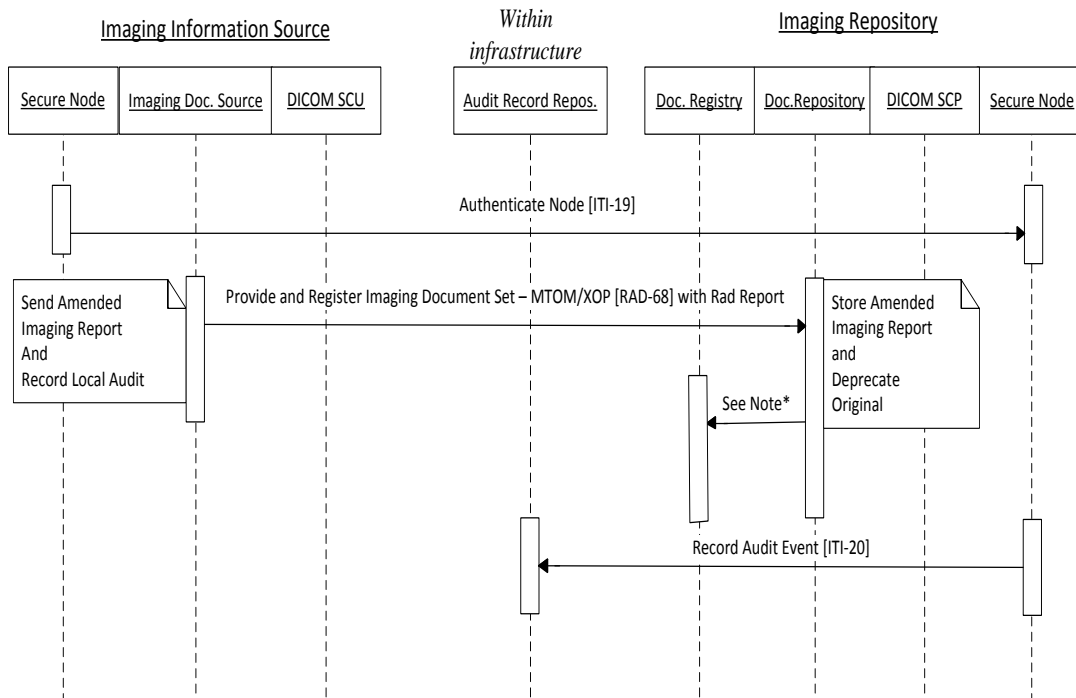 Imaging Information Source
Within
infrastructure
Imaging Repository
Secure Node
Imaging Doc. Source
DICOM SCU
Audit Record Repos.
Doc. Registry
Doc.Repository
DICOM SCP
Secure Node
Authenticate Node [ITI-19]
Send Amended
Imaging Report
And
Record Local Audit
Provide and Register Imaging Document Set – MTOM/XOP [RAD-68] with Rad Report
Store Amended
Imaging Report
and
Deprecate
Original
See Note*
Record Audit Event [ITI-20]